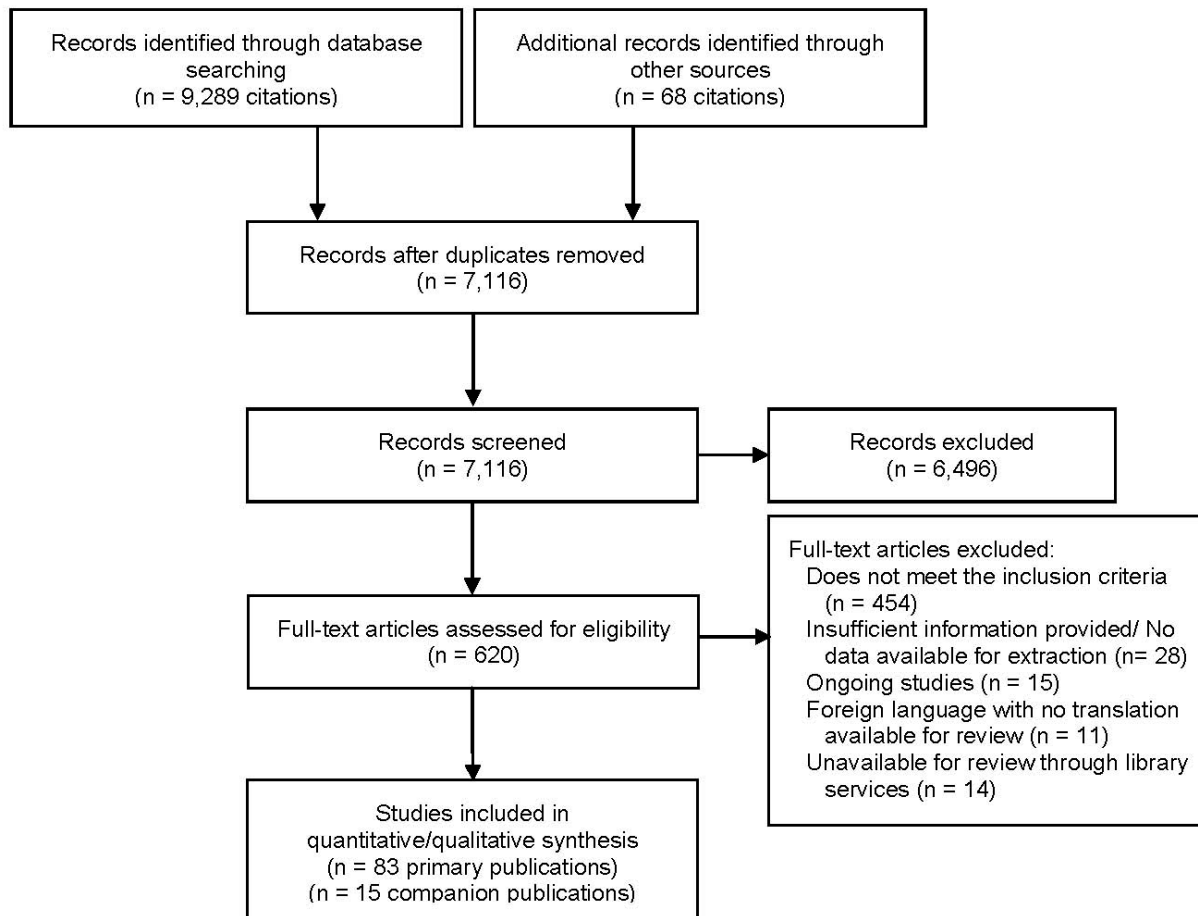 Records identified through database
searching
(n = 9,289 citations)
Additional records identified through
other sources
(n = 68 citations)
Records after duplicates removed
(n = 7,116)
Records screened
(n = 7,116)
Records excluded
(n = 6,496)
Full-text articles assessed for eligibility
(n = 620)
Full-text articles excluded:
Does not meet the inclusion criteria
(n = 454)
Insufficient information provided/ No
data available for extraction (n= 28)
Ongoing studies (n = 15)
Foreign language with no translation
available for review (n = 11)
Unavailable for review through library
services (n = 14)
Studies included in
quantitative/qualitative synthesis
(n = 83 primary publications)
(n = 15 companion publications)